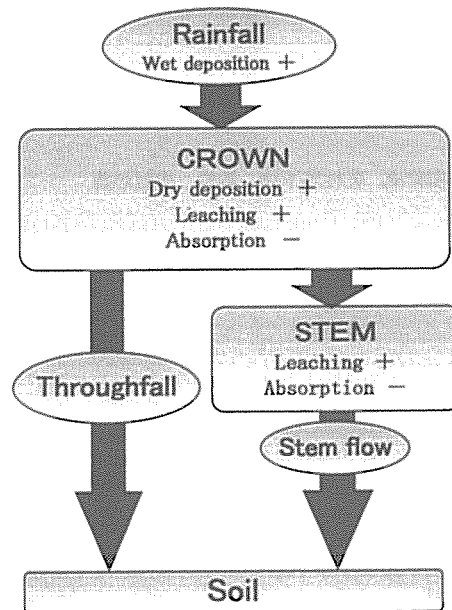 Rainfall
Wet deposition +
CROWN
Dry deposition +
Leaching +
Absorption −
STEM
Leaching +
Absorption −
Throughfall
Stem flow
Soil